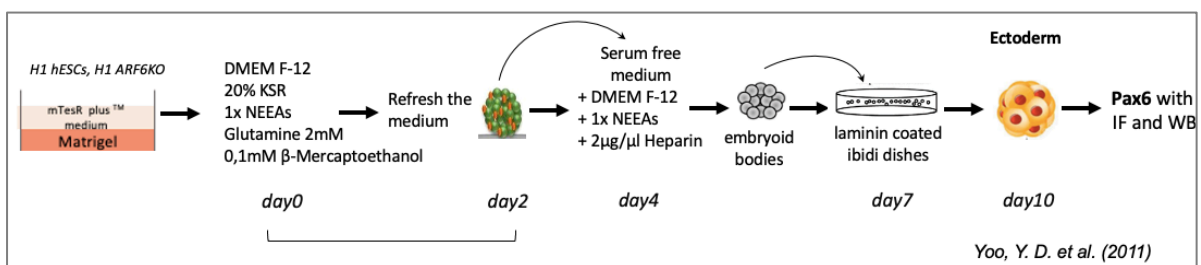 H1 hESCs, H1 ARF6KO
mTesR plus ™
medium
Matrigel
DMEM F-12
20% KSR
1x NEEAs
Glutamine 2mM
0,1mM β-Mercaptoethanol
day0
Refresh the
medium
day2
Serum free
medium
+ DMEM F-12
+ 1x NEEAs
+ 2μg/μl Heparin
day4
embryoid
bodies
laminin coated
ibidi dishes
day7
Ectoderm
day10
Pax6 with
IF and WB
Yoo, Y. D. et al. (2011)